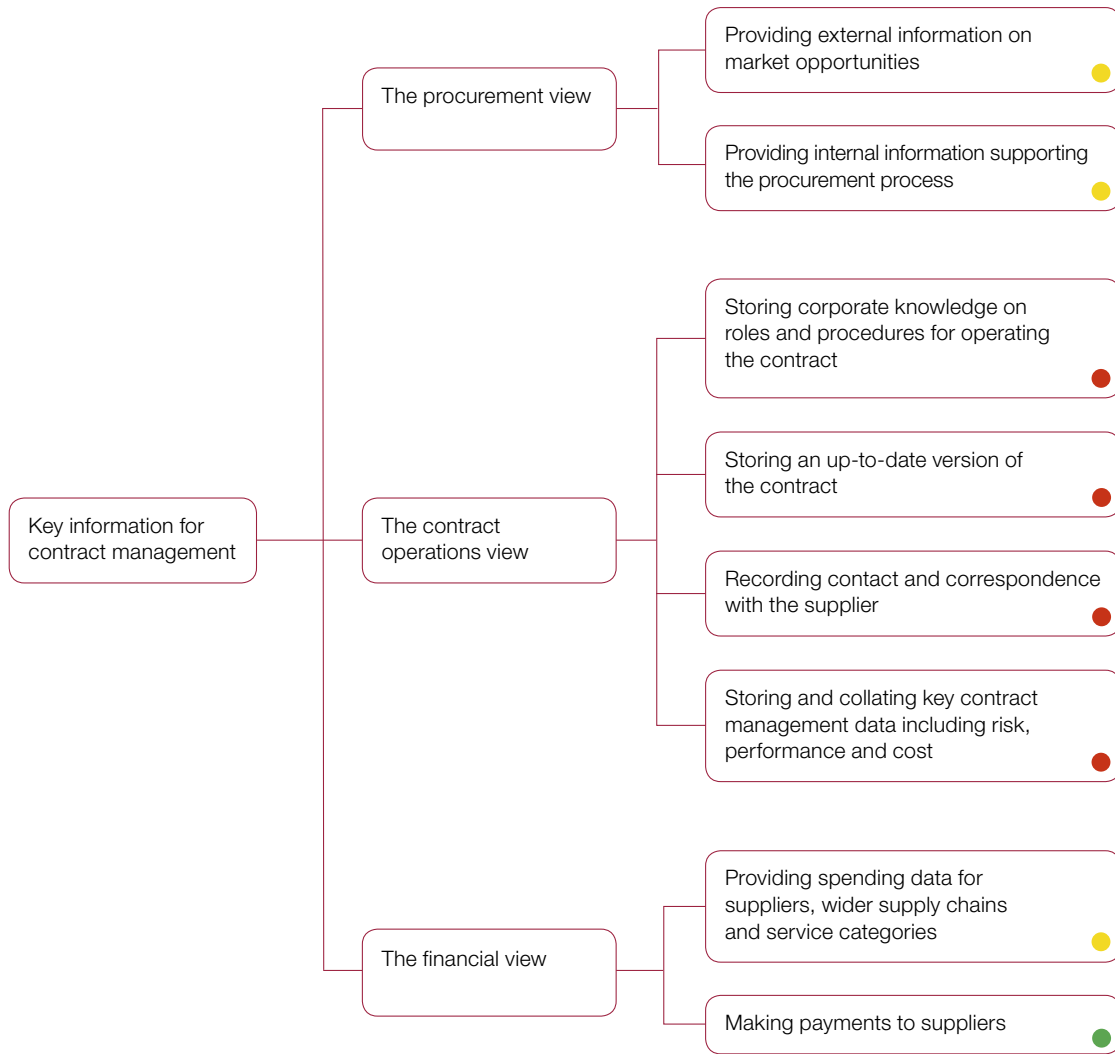 Key information for
contract management
The procurement view
Providing external information on
market opportunities
Providing internal information supporting
the procurement process
The contract
operations view
Storing corporate knowledge on
roles and procedures for operating
the contract
Storing an up-to-date version of
the contract
Recording contact and correspondence
with the supplier
Storing and collating key contract
management data including risk,
performance and cost
The financial view
Providing spending data for
suppliers, wider supply chains
and service categories
Making payments to suppliers